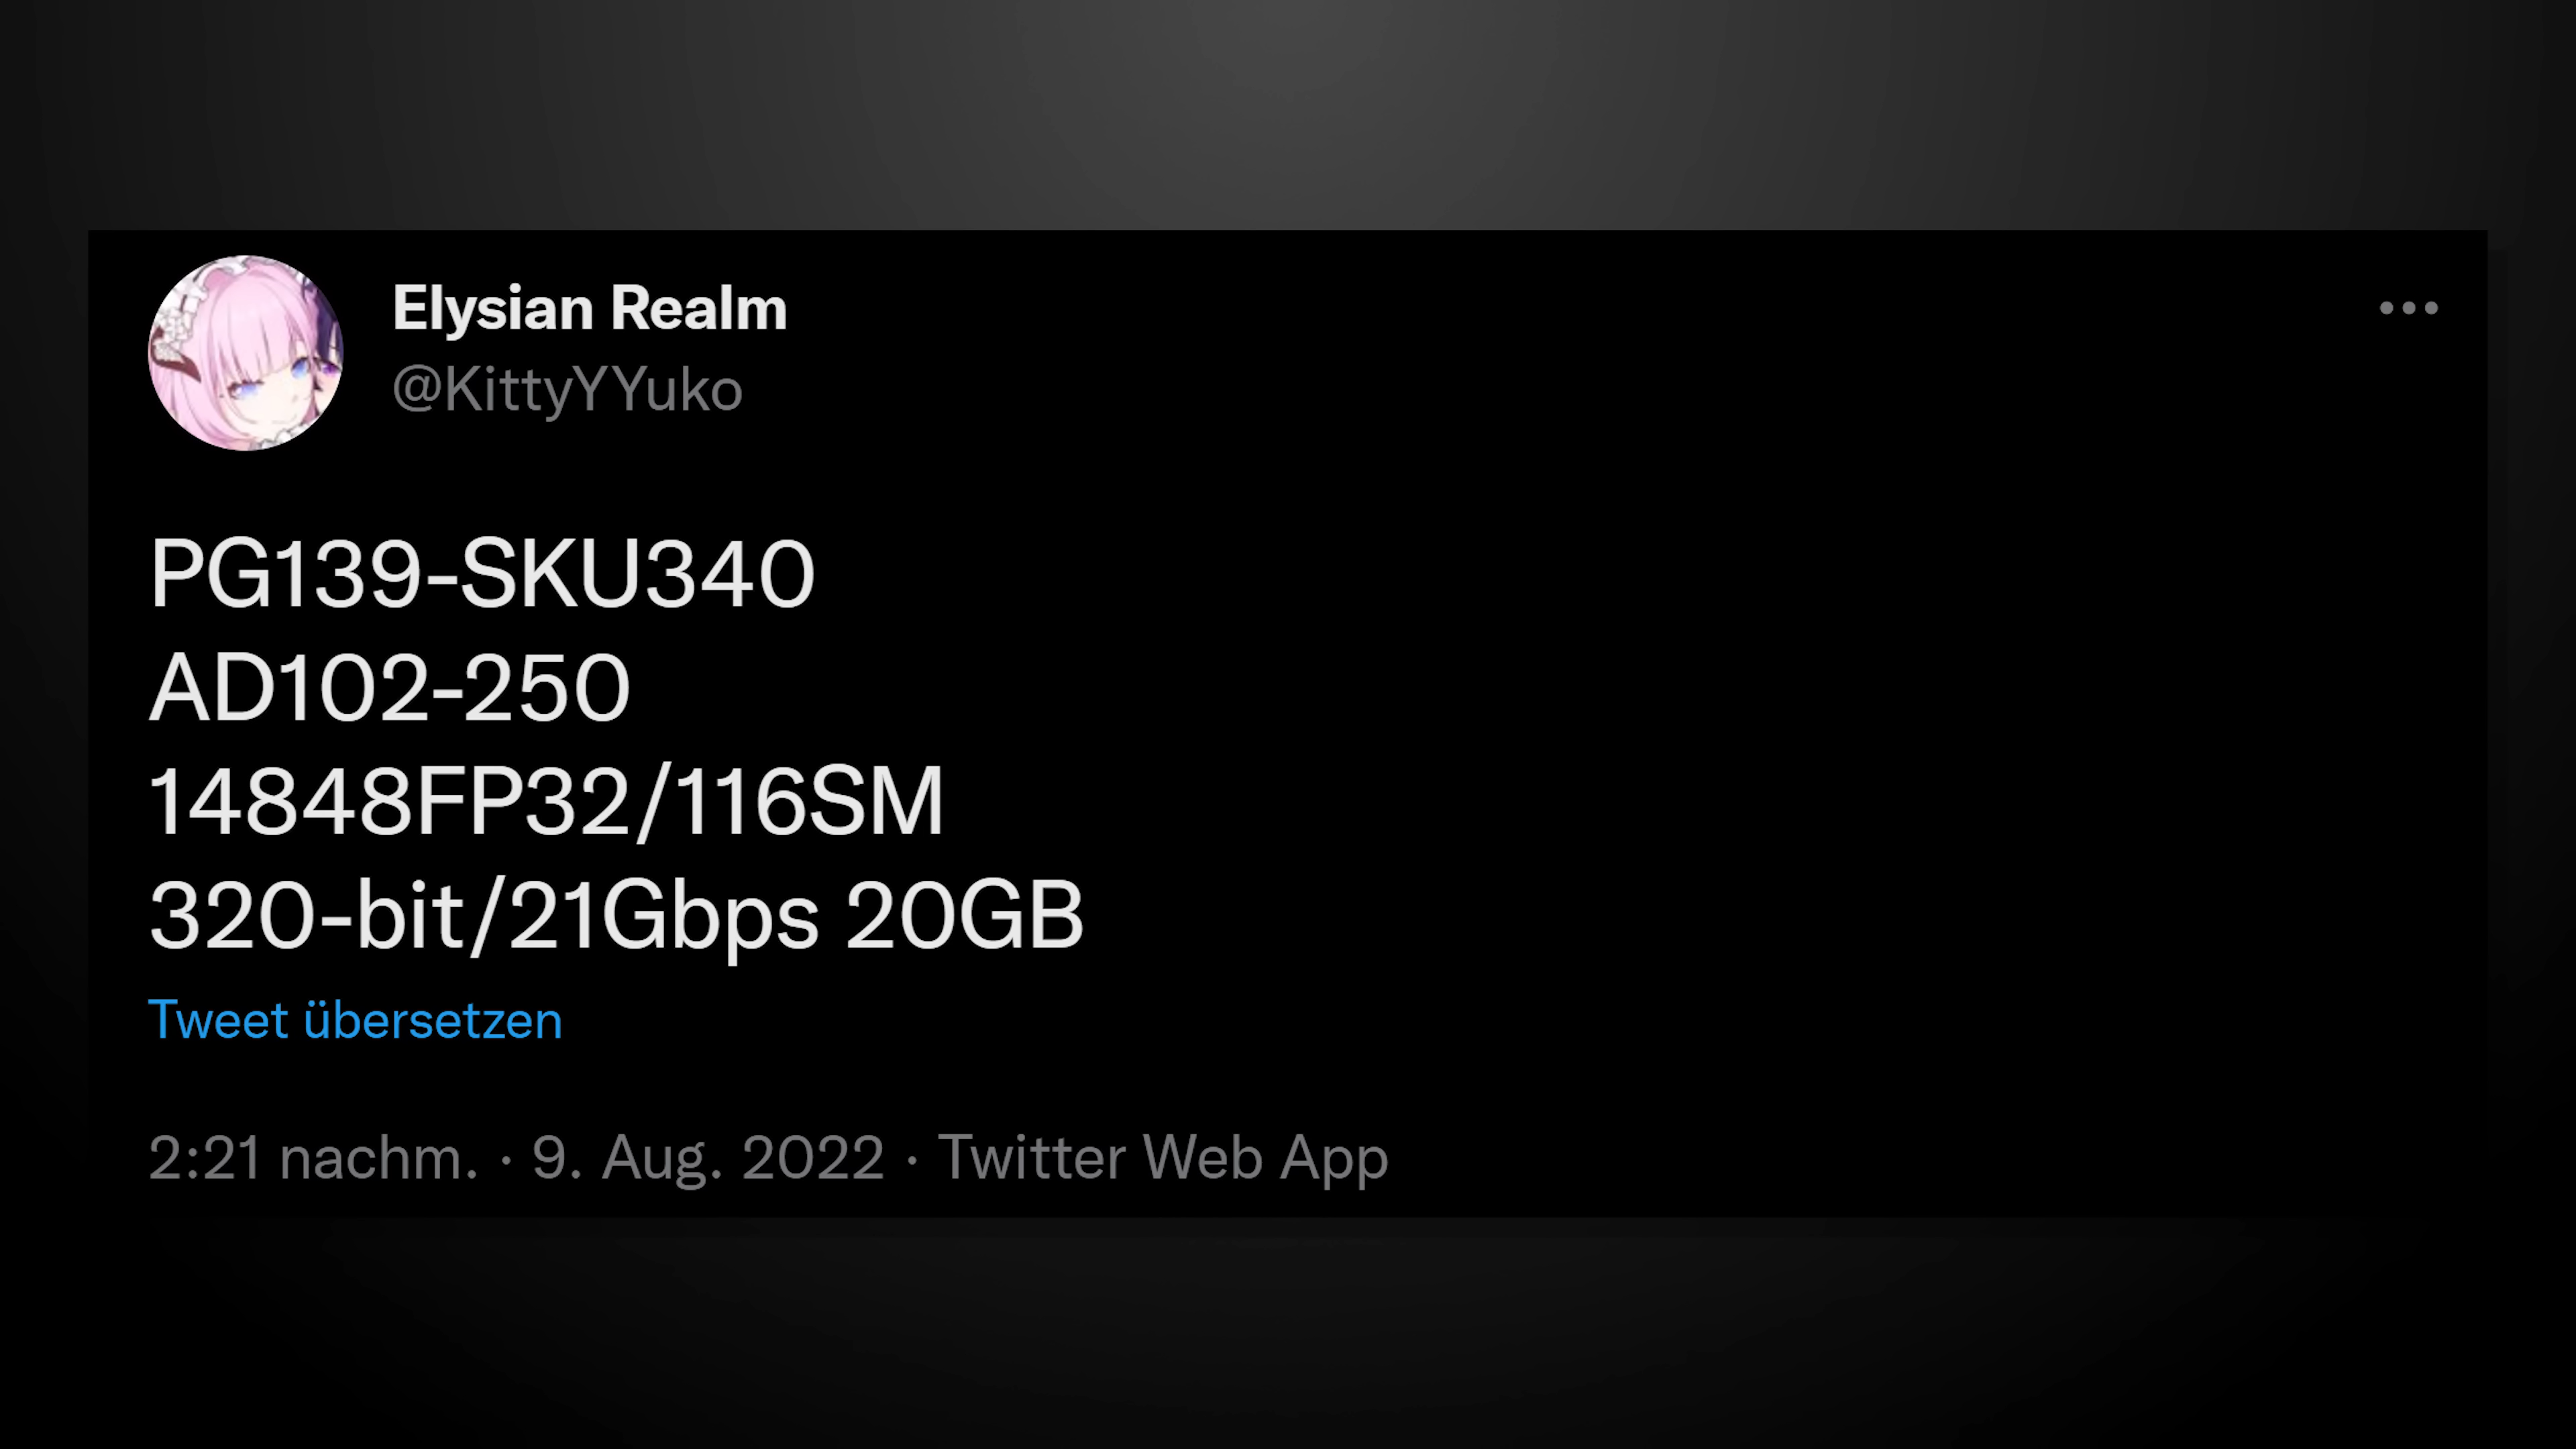 Elysian Realm
@KittyYYuko
PG139-SKU340
AD102-250
14848FP32/116SM
320-bit/21Gbps 20GB
Tweet übersetzen
2:21 nachm. · 9. Aug. 2022 · Twitter Web App